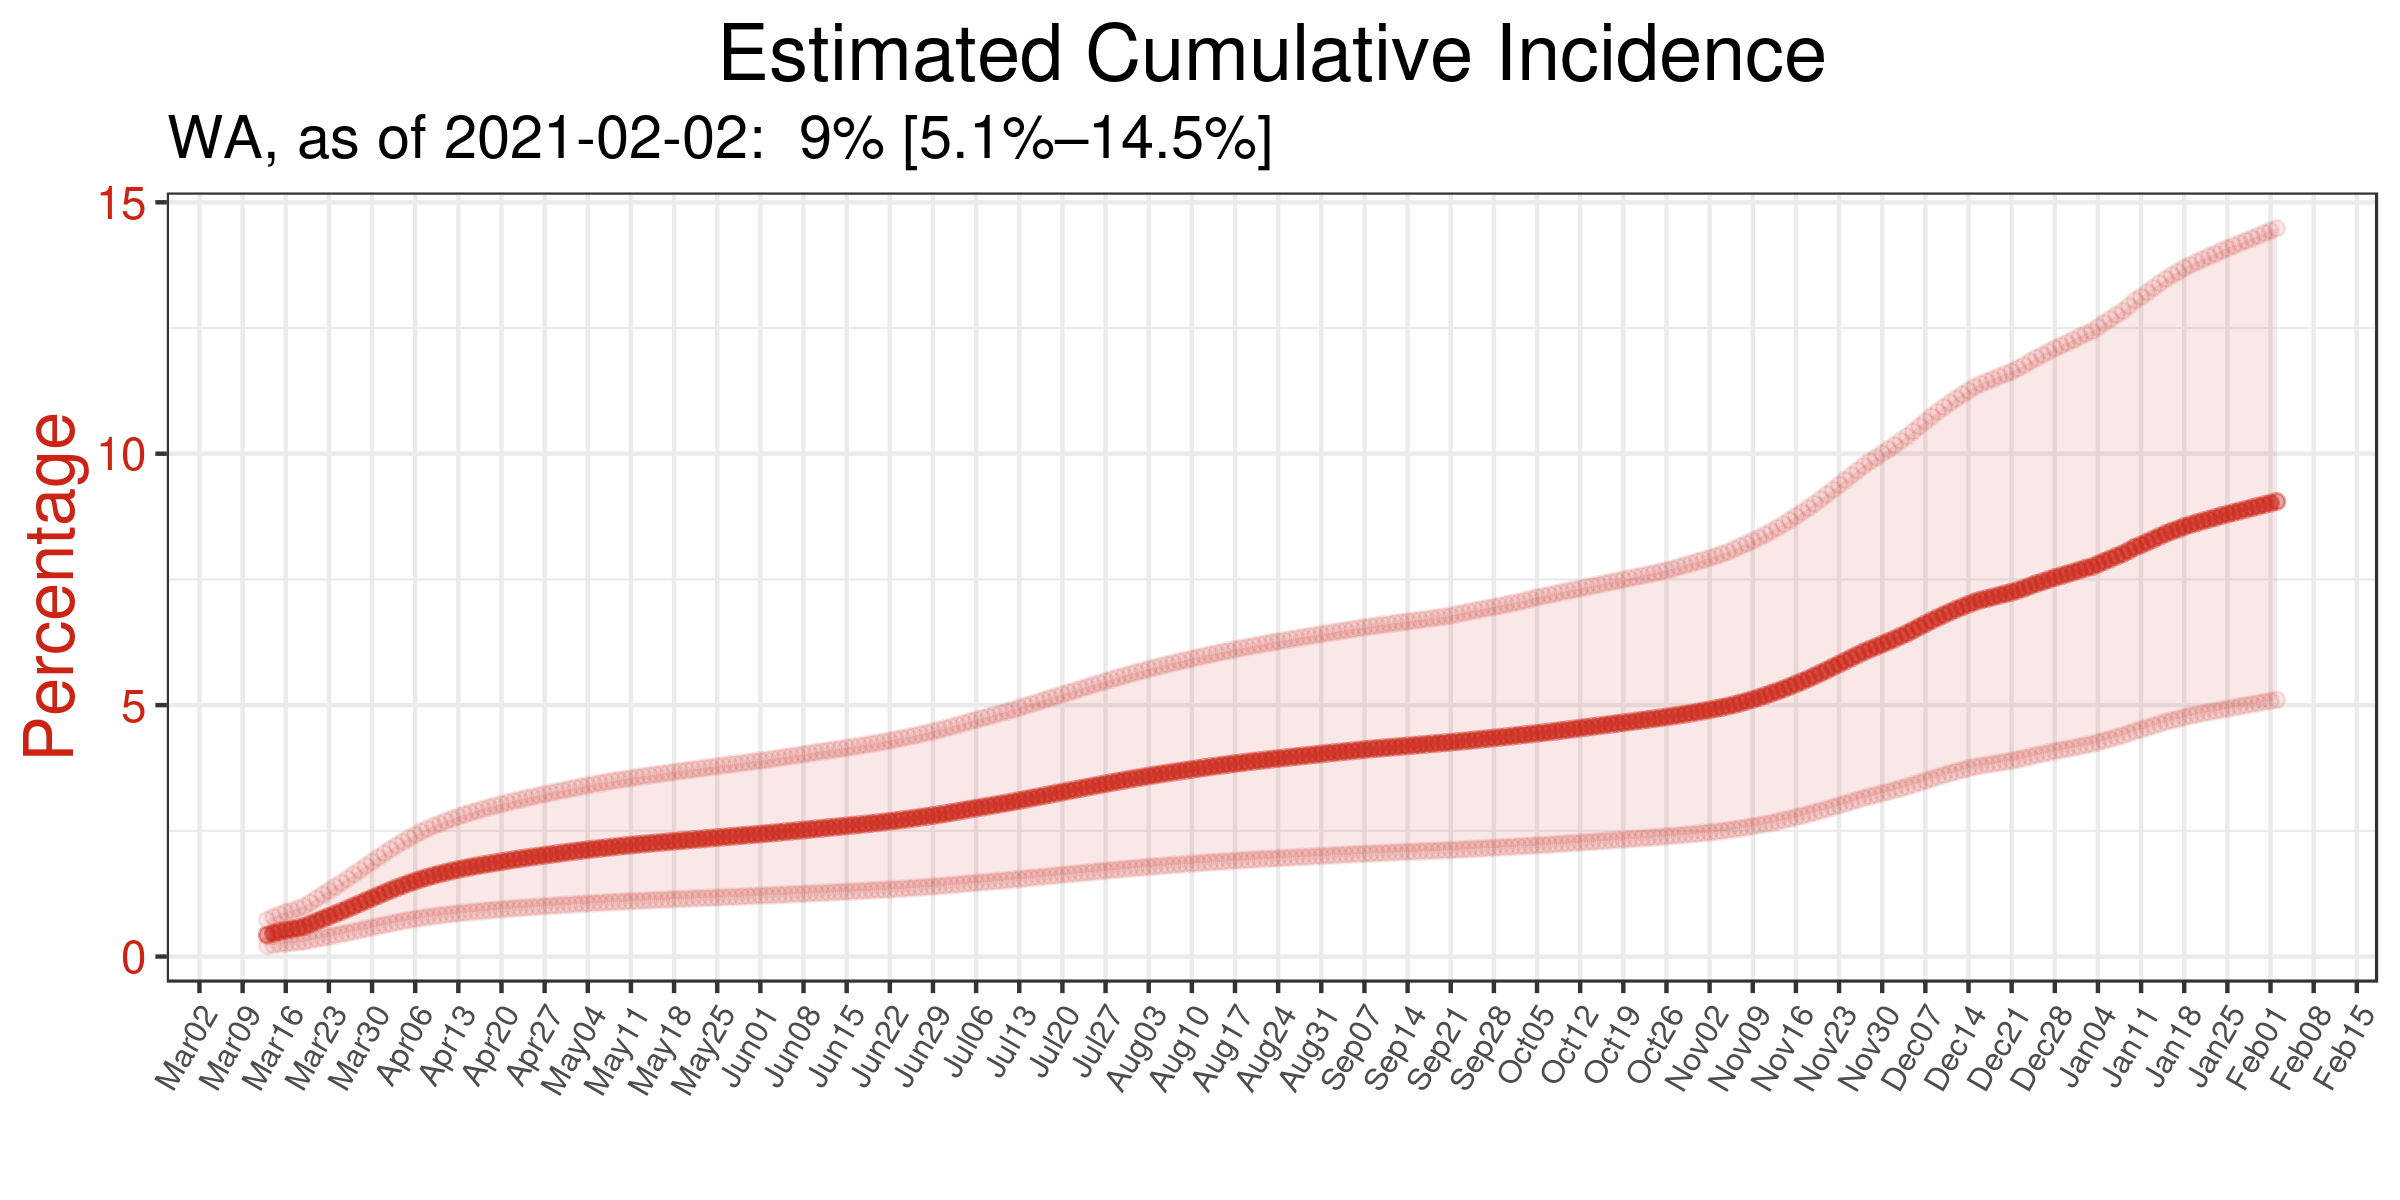 Estimated Cumulative Incidence
WA, as of 2021-02-02:  9% [5.1%–14.5%]
Percentage
15
10
5
0
Mar02
Mar09
Mar16
Mar23
Mar30
Apr06
Apr13
Apr20
Apr27
May04
May11
May18
May25
Jun01
Jun08
Jun15
Jun22
Jun29
Jul06
Jul13
Jul20
Jul27
Aug03
Aug10
Aug17
Aug24
Aug31
Sep07
Sep14
Sep21
Sep28
Oct05
Oct12
Oct19
Oct26
Nov02
Nov09
Nov16
Nov23
Nov30
Dec07
Dec14
Dec21
Dec28
Jan04
Jan11
Jan18
Jan25
Feb01
Feb08
Feb15